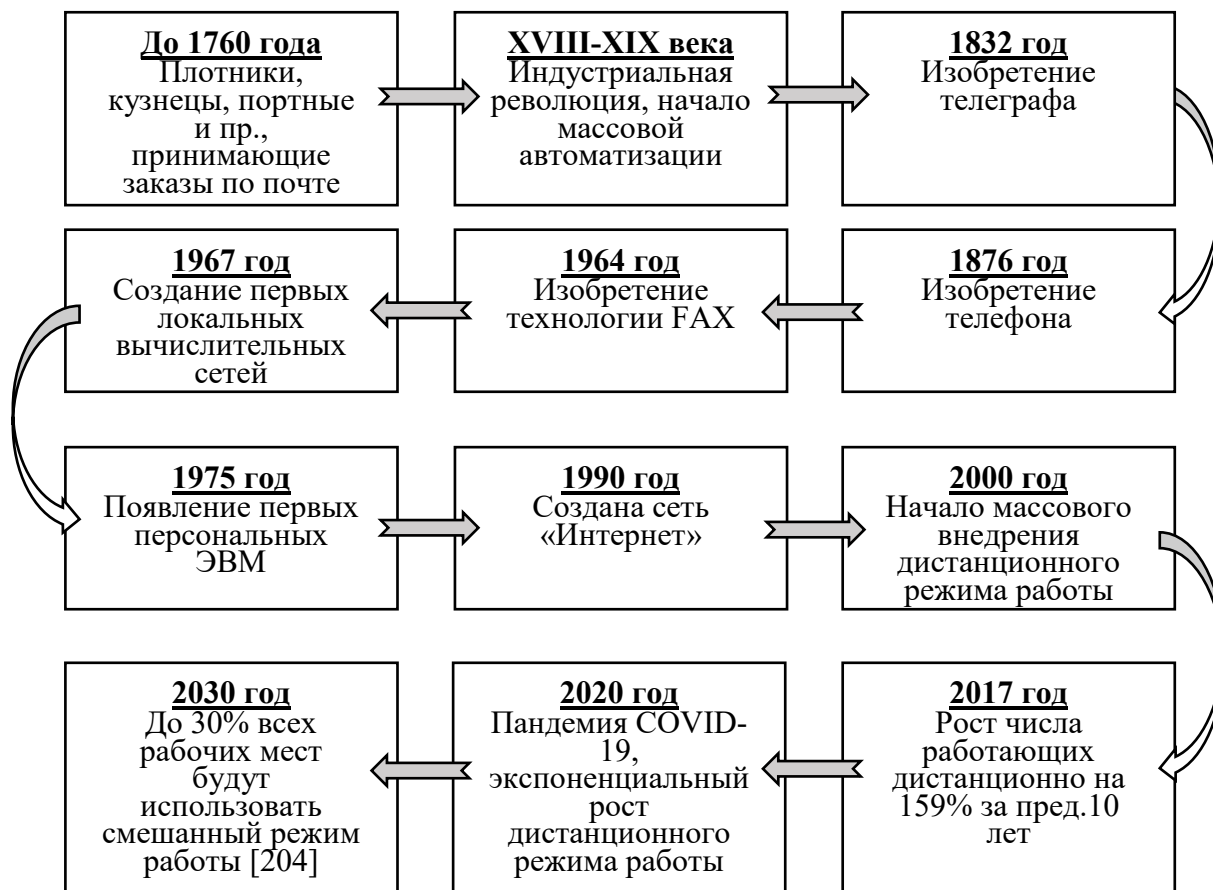 До 1760 года
Плотники,
кузнецы, портные
и пр.,
принимающие
заказы по почте
XVIII-XIX века
Индустриальная
революция, начало
массовой
автоматизации
1832 год
Изобретение
телеграфа
1876 год
Изобретение
телефона
1964 год
Изобретение
технологии FAX
1967 год
Создание первых
локальных
вычислительных
сетей
1975 год
Появление первых
персональных
ЭВМ
1990 год
Создана сеть
«Интернет»
2000 год
Начало массового
внедрения
дистанционного
режима работы
2017 год
Рост числа
работающих
дистанционно на
159% за пред.10
лет
2020 год
Пандемия COVID-
19,
экспоненциальный
рост
дистанционного
режима работы
2030 год
До 30% всех
рабочих мест
будут
использовать
смешанный режим
работы [204]